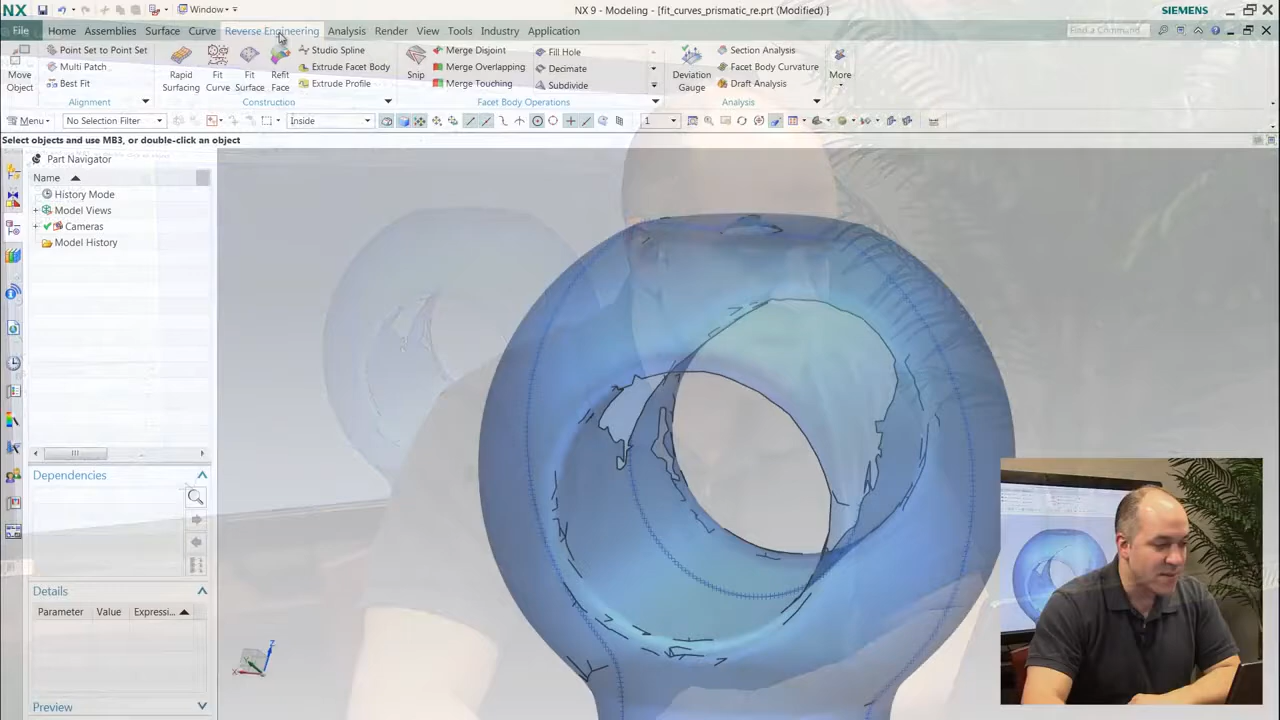 NX
Window
NX 9 - Modeling - [fit_curves_prismatic_re.prt (Modified) ]
SIEMENS
File
Home
Assemblies
Surface
Curve
Reverse Engineering
Analysis
Render
View
Tools
Industry
Application
Find a Command
Move Object
Point Set to Point Set
Multi Patch
Best Fit
Alignment
Rapid Surfacing
Fit Curve
Fit Surface
Refit Face
Studio Spline
Extrude Facet Body
Extrude Profile
Construction
Snip
Merge Disjoint
Merge Overlapping
Merge Touching
Fill Hole
Decimate
Subdivide
Facet Body Operations
Deviation Gauge
Section Analysis
Facet Body Curvature
Draft Analysis
Analysis
More
Menu
No Selection Filter
Inside
1
Select objects and use MB3, or double-click an object
Part Navigator
Name
History Mode
Model Views
Cameras
Model History
Dependencies
Details
Parameter
Value
Expressi...
Preview
Z
X